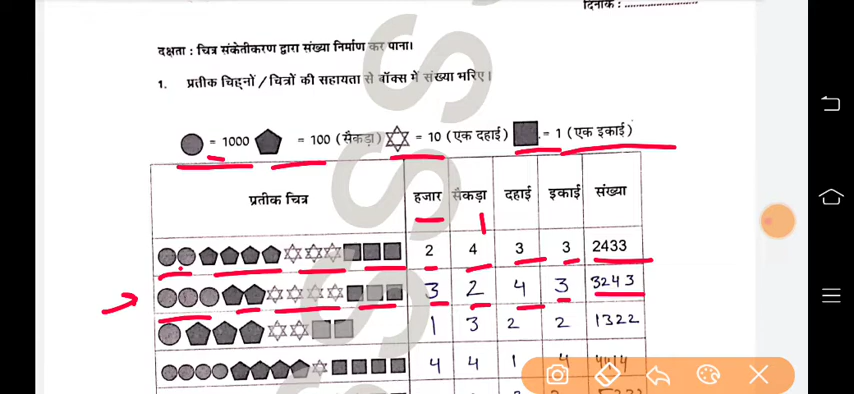 दिनांक : ........................
दक्षता : चित्र संकेतीकरण द्वारा संख्या निर्माण कर पाना।
1. प्रतीक चिह्नों / चित्रों की सहायता से बॉक्स में संख्या भरिए।
= 1000 = 100 (सैकड़ा) = 10 (एक दहाई) = 1 (एक इकाई)
प्रतीक चित्र हजार सैकड़ा दहाई इकाई संख्या
2 4 3 3 2433
3 2 4 3 3243
1 3 2 2 1322
4 4 1 4